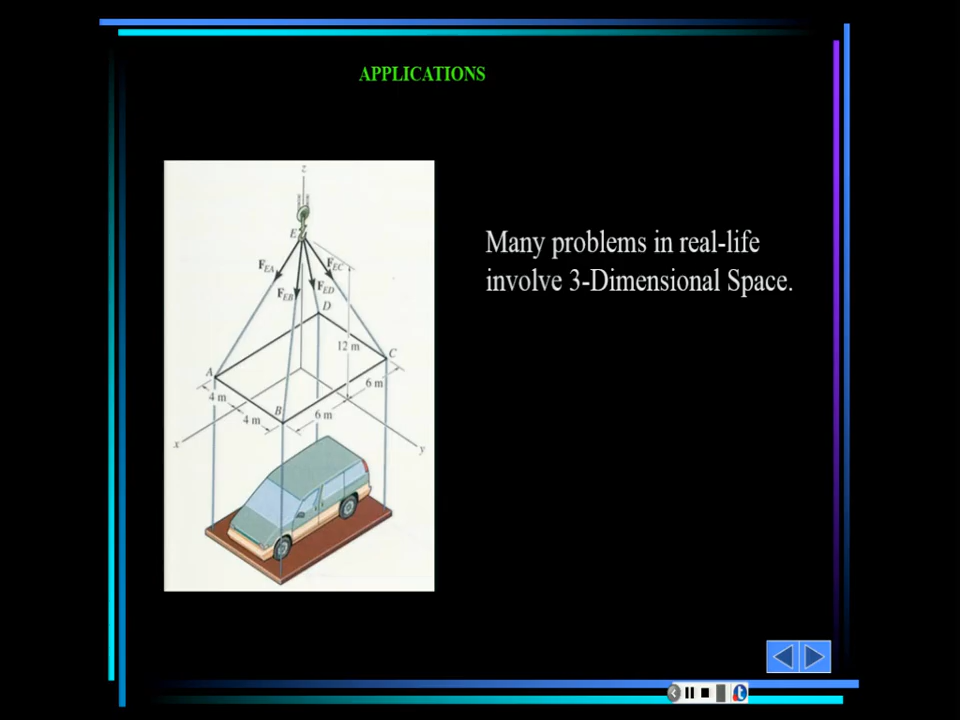 APPLICATIONS
z
E
F_EA
F_EC
F_EB
F_ED
D
12 m
A
C
4 m
6 m
B
4 m
6 m
x
y
Many problems in real-life
involve 3-Dimensional Space.